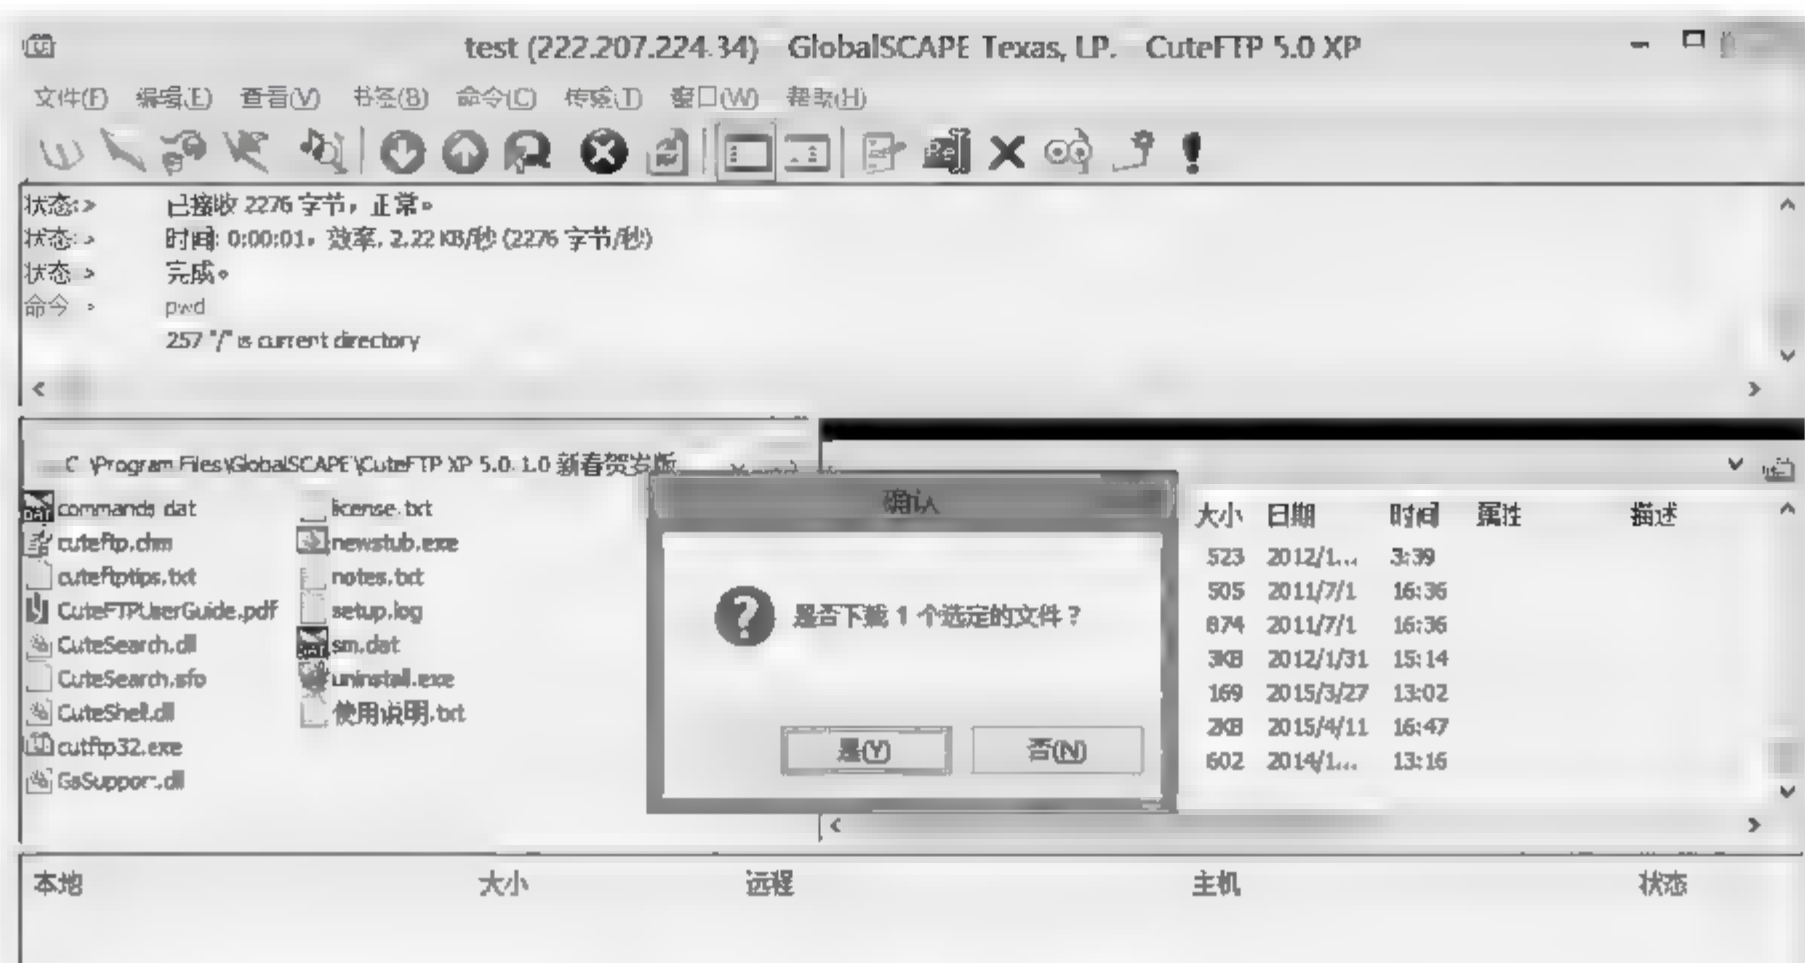 test (222.207.224.34) GlobalSCAPE Texas, LP. CuteFTP 5.0 XP
文件(F) 编辑(E) 查看(V) 书签(B) 命令(C) 传输(T) 窗口(W) 帮助(H)
状态:> 已接收 2276 字节，正常。
状态:> 时间: 0:00:01，效率: 2.22 KB/秒 (2276 字节/秒)
状态:> 完成。
命令:> pwd
257 "/" is current directory
C:\Program Files\GlobalSCAPE\CuteFTP XP 5.0.1.0 新春贺岁版
commands.dat license.txt
cuteftp.chm newstub.exe
cuteftptips.txt notes.txt
CuteFTPUserGuide.pdf setup.log
CuteSearch.dll sm.dat
CuteSearch.sfo uninstall.exe
CuteShell.dll 使用说明.txt
cutftp32.exe
GsSupport.dll
确认
是否下载 1 个选定的文件？
是(Y) 否(N)
大小 日期 时间 属性 描述
523 2012/1... 3:39
505 2011/7/1 16:36
874 2011/7/1 16:36
3KB 2012/1/31 15:14
169 2015/3/27 13:02
2KB 2015/4/11 16:47
602 2014/1... 13:16
本地 大小 远程 主机 状态